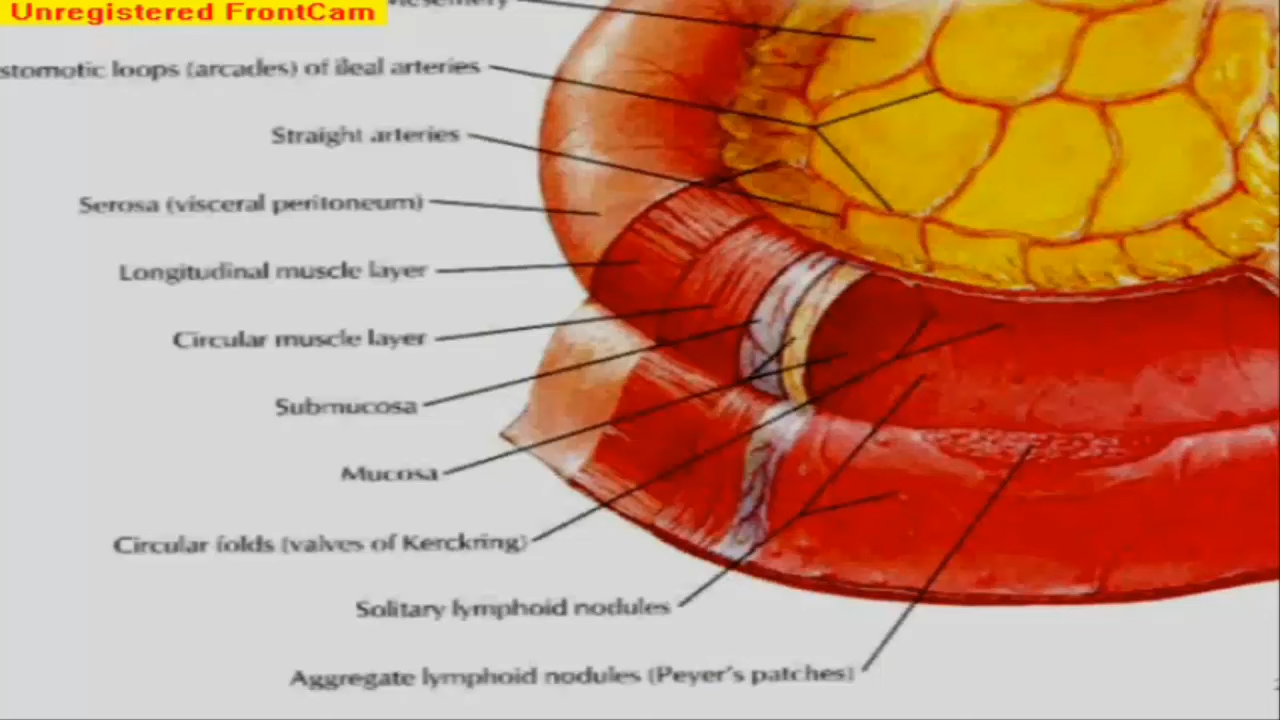 Unregistered FrontCam
stomotic loops (arcades) of ileal arteries
Straight arteries
Serosa (visceral peritoneum)
Longitudinal muscle layer
Circular muscle layer
Submucosa
Mucosa
Circular folds (valves of Kerckring)
Solitary lymphoid nodules
Aggregate lymphoid nodules (Peyer's patches)